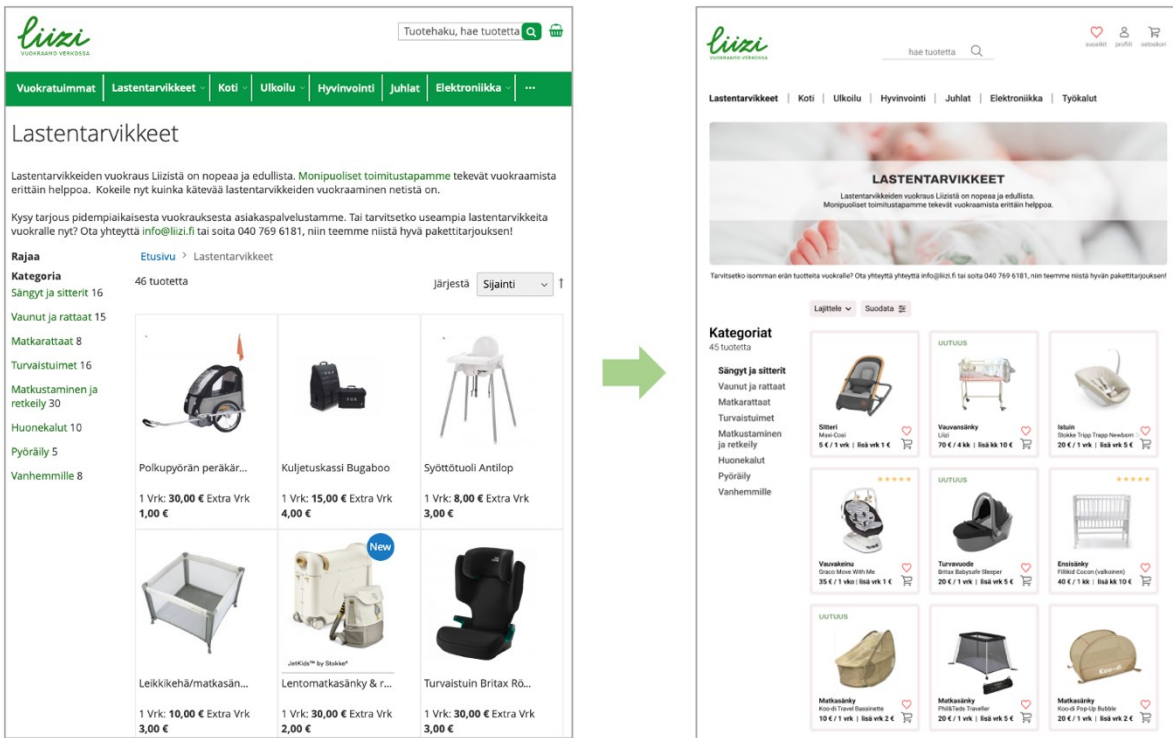 liizi
VUOKRAAMO VERKOSSA
Tuotehaku, hae tuotetta
Vuokratuimmat Lastentarvikkeet Koti Ulkoilu Hyvinvointi Juhlat Elektroniikka ...
Lastentarvikkeet
Lastentarvikkeiden vuokraus Liizistä on nopeaa ja edullista. Monipuoliset toimitustapamme tekevät vuokraamista
erittäin helppoa. Kokeile nyt kuinka kätevää lastentarvikkeiden vuokraaminen netistä on.
Kysy tarjous pidempiaikaisesta vuokrauksesta asiakaspalvelustamme. Tai tarvitsetko useampia lastentarvikkeita
vuokralle nyt? Ota yhteyttä info@liizi.fi tai soita 040 769 6181, niin teemme niistä hyvä pakettitarjouksen!
Rajaa
Kategoria
Sängyt ja sitterit 16
Vaunut ja rattaat 15
Matkarattaat 8
Turvaistuimet 16
Matkustaminen ja
retkeily 30
Huonekalut 10
Pyöräily 5
Vanhemmille 8
Etusivu > Lastentarvikkeet
46 tuotetta
Järjestä Sijainti
Polkupyörän peräkär...
1 Vrk: 30,00 € Extra Vrk
1,00 €
Kuljetuskassi Bugaboo
1 Vrk: 15,00 € Extra Vrk
4,00 €
Syöttötuoli Antilop
1 Vrk: 8,00 € Extra Vrk
3,00 €
Leikkikehä/matkasän...
1 Vrk: 10,00 € Extra Vrk
3,00 €
New
JetKids™ by Stokke®
Lentomatkasänky & r...
1 Vrk: 30,00 € Extra Vrk
2,00 €
Turvaistuin Britax Rö...
1 Vrk: 30,00 € Extra Vrk
3,00 €
liizi
VUOKRAAMO VERKOSSA
hae tuotetta
suosikit profiili ostoskori
Lastentarvikkeet | Koti | Ulkoilu | Hyvinvointi | Juhlat | Elektroniikka | Työkalut
LASTENTARVIKKEET
Lastentarvikkeiden vuokraus Liizistä on nopeaa ja edullista.
Monipuoliset toimitustapamme tekevät vuokraamista erittäin helppoa.
Tarvitsetko isomman erän tuotteita vuokralle? Ota yhteyttä yhteyttä info@liizi.fi tai soita 040 769 6181, niin teemme niistä hyvän pakettitarjouksen!
Lajittele Suodata
Kategoriat
45 tuotetta
Sängyt ja sitterit
Vaunut ja rattaat
Matkarattaat
Turvaistuimet
Matkustaminen
ja retkeily
Huonekalut
Pyöräily
Vanhemmille
Sitteri
Maxi-Cosi
5 € / 1 vrk | lisä vrk 1 €
UUTUUS
Vauvansänky
Liizi
70 € / 4 kk | lisä kk 10 €
Istuin
Stokke Tripp Trapp Newborn
20 € / 1 vrk | lisä vrk 5 €
Vauvakeinu
Graco Move With Me
35 € / 1 vko | lisä vrk 1 €
UUTUUS
Turvavuode
Britax Babysafe Sleeper
20 € / 1 vrk | lisä vrk 5 €
Ensisänky
Fillikid Cocon (valkoinen)
40 € / 1 kk | lisä kk 10 €
UUTUUS
Matkasänky
Koo-di Travel Bassinette
10 € / 1 vrk | lisä vrk 2 €
Matkasänky
Phil&Teds Traveller
20 € / 1 vrk | lisä vrk 5 €
Koo-di
Matkasänky
Koo-di Pop-Up Bubble
20 € / 1 vrk | lisä vrk 2 €